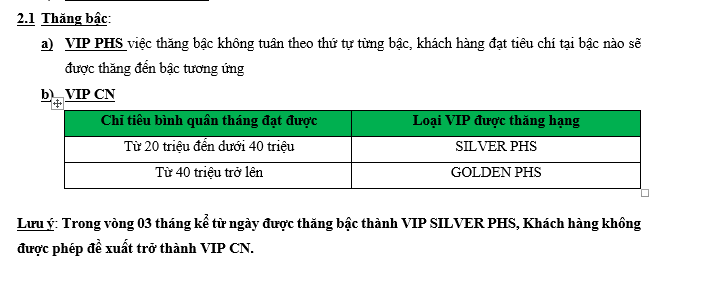 2.1 Thăng bậc:
a) VIP PHS việc thăng bậc không tuân theo thứ tự từng bậc, khách hàng đạt tiêu chí tại bậc nào sẽ
được thăng đến bậc tương ứng
b) VIP CN
Chỉ tiêu bình quân tháng đạt được Loại VIP được thăng hạng
Từ 20 triệu đến dưới 40 triệu SILVER PHS
Từ 40 triệu trở lên GOLDEN PHS
Lưu ý: Trong vòng 03 tháng kể từ ngày được thăng bậc thành VIP SILVER PHS, Khách hàng không
được phép đề xuất trở thành VIP CN.